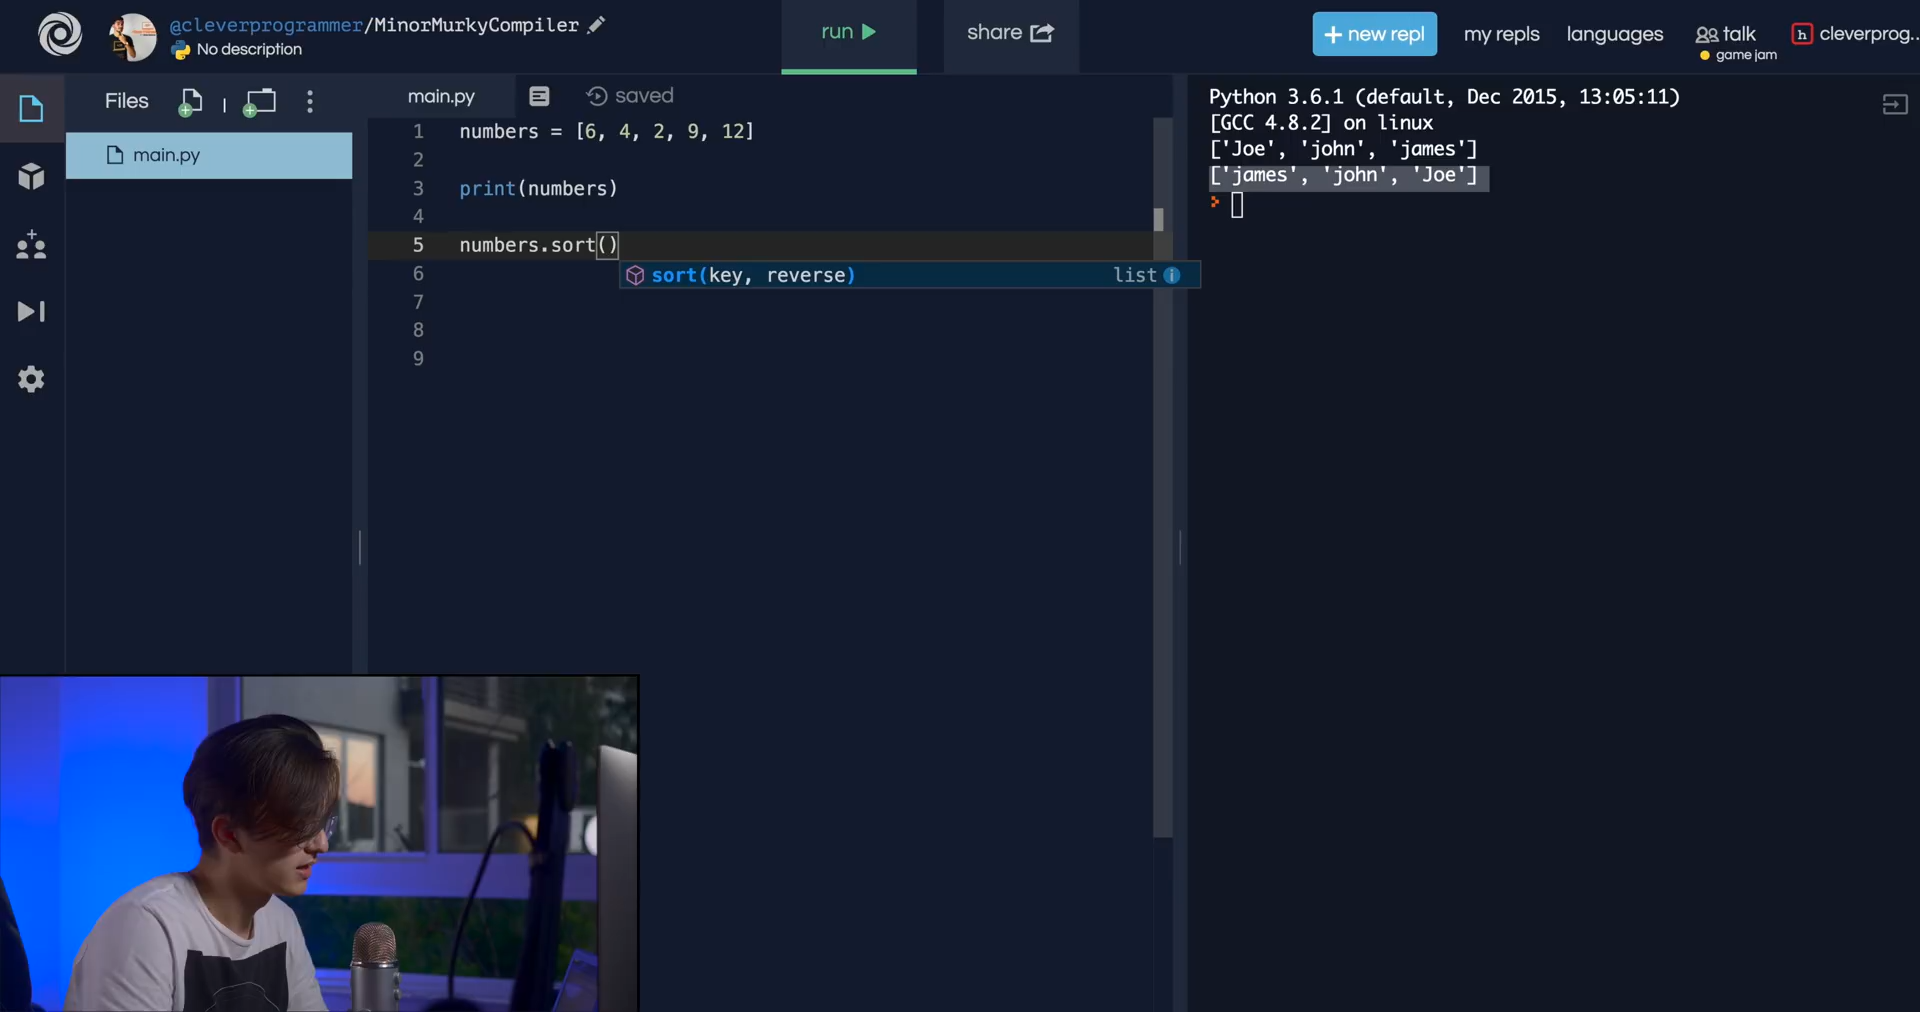 @cleverprogrammer/MinorMurkyCompiler
No description
run
share
+ new repl
my repls
languages
talk
game jam
h cleverprog..
Files
main.py
main.py
saved
1 numbers = [6, 4, 2, 9, 12]
2
3 print(numbers)
4
5 numbers.sort()
sort(key, reverse) list i
6
7
8
9
Python 3.6.1 (default, Dec 2015, 13:05:11)
[GCC 4.8.2] on linux
['Joe', 'john', 'james']
['james', 'john', 'Joe']